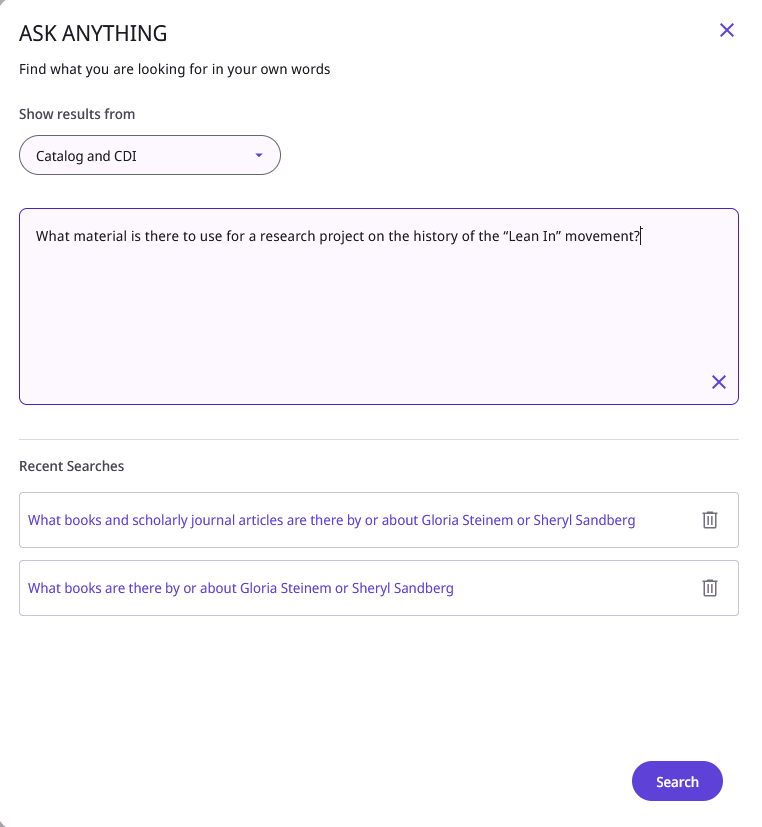 ASK ANYTHING
Find what you are looking for in your own words
Show results from
Catalog and CDI
What material is there to use for a research project on the history of the “Lean In” movement?
Recent Searches
What books and scholarly journal articles are there by or about Gloria Steinem or Sheryl Sandberg
What books are there by or about Gloria Steinem or Sheryl Sandberg
Search